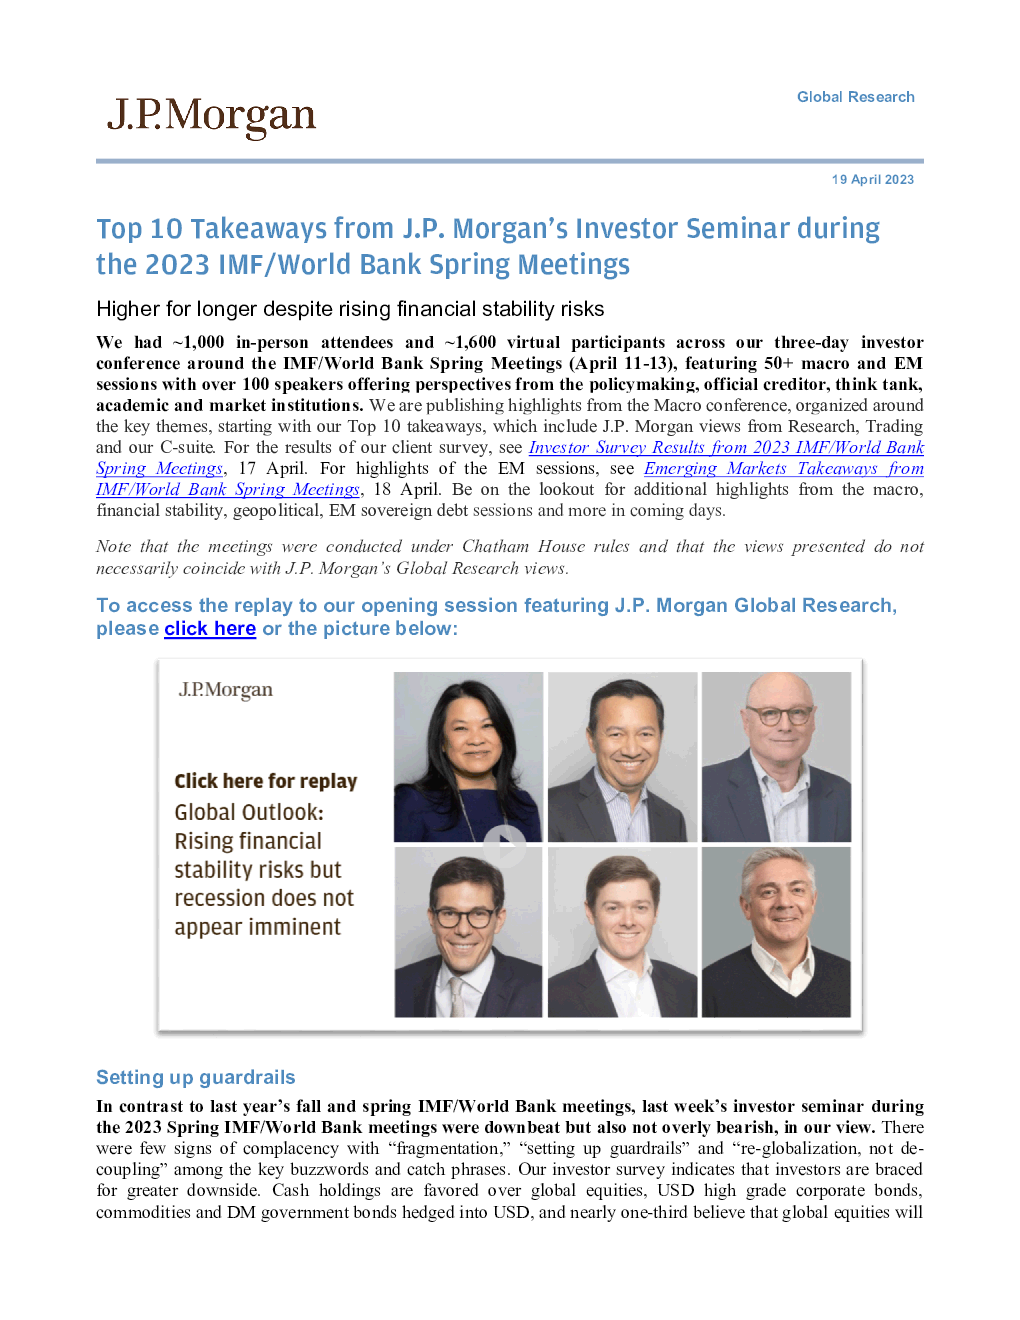 J.P.Morgan
Global Research
19 April 2023
Top 10 Takeaways from J.P. Morgan’s Investor Seminar during
the 2023 IMF/World Bank Spring Meetings
Higher for longer despite rising financial stability risks
We had ~1,000 in-person attendees and ~1,600 virtual participants across our three-day investor
conference around the IMF/World Bank Spring Meetings (April 11-13), featuring 50+ macro and EM
sessions with over 100 speakers offering perspectives from the policymaking, official creditor, think tank,
academic and market institutions. We are publishing highlights from the Macro conference, organized around
the key themes, starting with our Top 10 takeaways, which include J.P. Morgan views from Research, Trading
and our C-suite. For the results of our client survey, see Investor Survey Results from 2023 IMF/World Bank
Spring Meetings, 17 April. For highlights of the EM sessions, see Emerging Markets Takeaways from
IMF/World Bank Spring Meetings, 18 April. Be on the lookout for additional highlights from the macro,
financial stability, geopolitical, EM sovereign debt sessions and more in coming days.
Note that the meetings were conducted under Chatham House rules and that the views presented do not
necessarily coincide with J.P. Morgan’s Global Research views.
To access the replay to our opening session featuring J.P. Morgan Global Research,
please click here or the picture below:
J.P.Morgan
Click here for replay
Global Outlook:
Rising financial
stability risks but
recession does not
appear imminent
Setting up guardrails
In contrast to last year’s fall and spring IMF/World Bank meetings, last week’s investor seminar during
the 2023 Spring IMF/World Bank meetings were downbeat but also not overly bearish, in our view. There
were few signs of complacency with “fragmentation,” “setting up guardrails” and “re-globalization, not de-
coupling” among the key buzzwords and catch phrases. Our investor survey indicates that investors are braced
for greater downside. Cash holdings are favored over global equities, USD high grade corporate bonds,
commodities and DM government bonds hedged into USD, and nearly one-third believe that global equities will